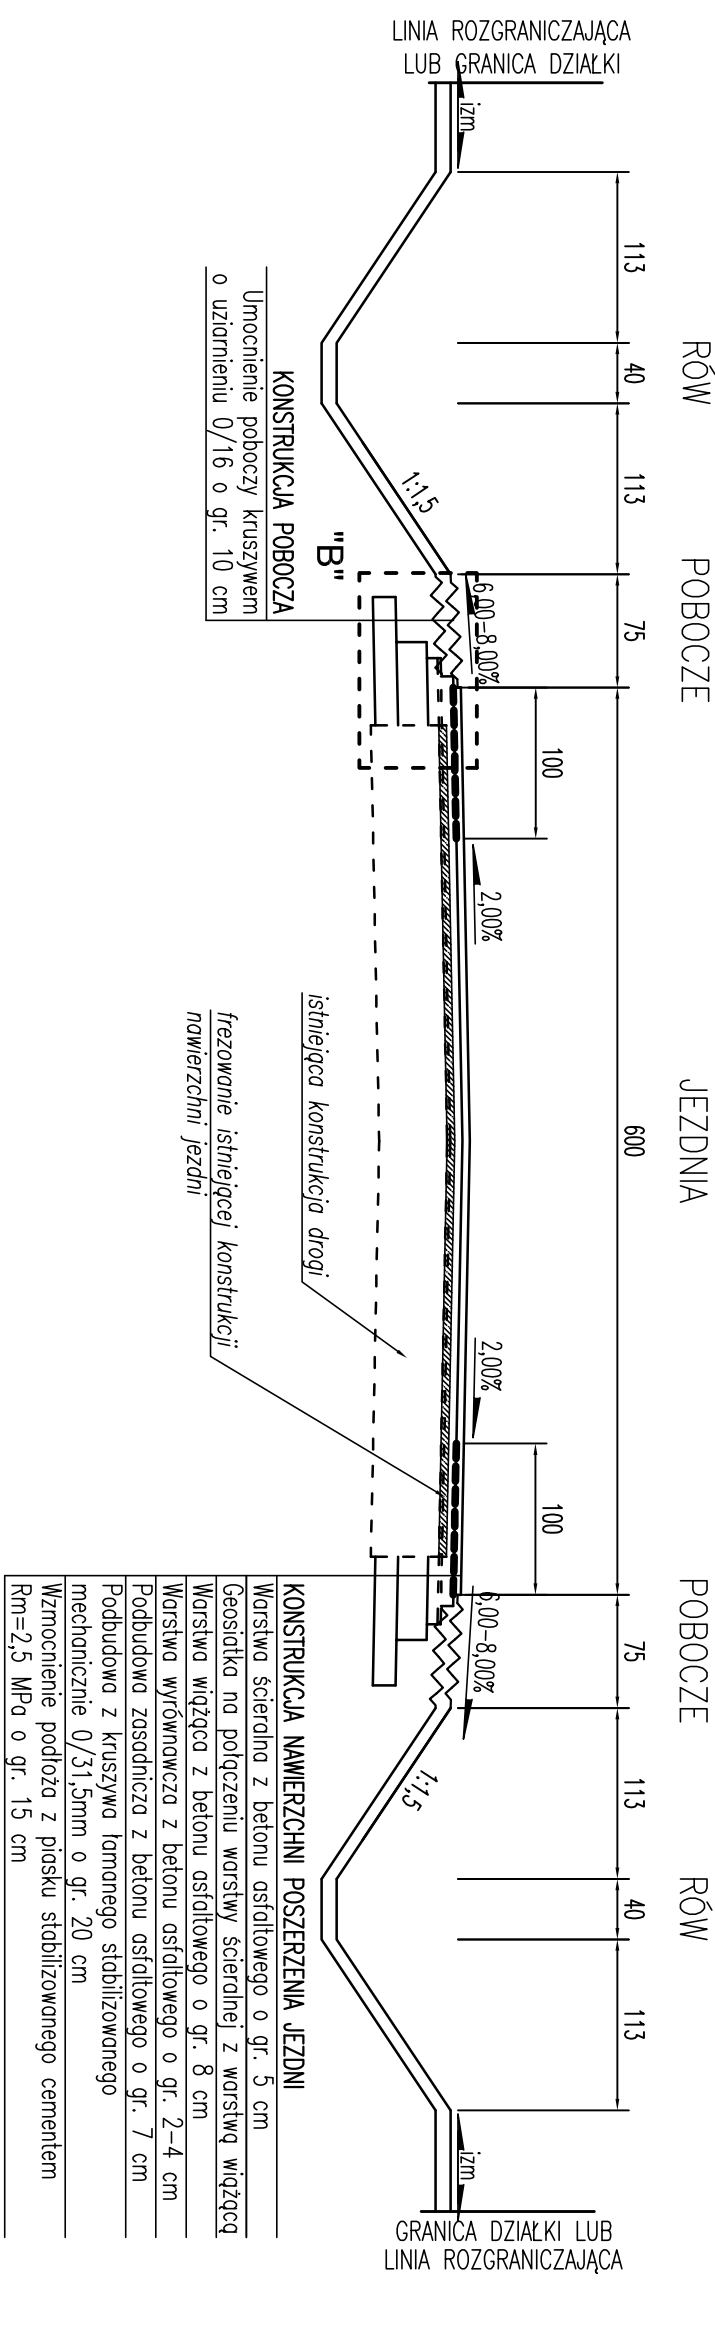 LINIA ROZGRANICZAJĄCA
LUB GRANICA DZIAŁKI
RÓW
POBOCZE
JEZDNIA
POBOCZE
RÓW
113
40
113
75
600
75
113
40
113
izm
1:1,5
6,00-8,00%
100
2,00%
2,00%
100
6,00-8,00%
1:1,5
izm
"B"
KONSTRUKCJA POBOCZA
Umocnienie poboczy kruszywem
o uziarnieniu 0/16 o gr. 10 cm
istniejąca konstrukcja drogi
frezowanie istniejącej konstrukcji
nawierzchni jezdni
KONSTRUKCJA NAWIERZCHNI POSZERZENIA JEZDNI
Warstwa ścieralna z betonu asfaltowego o gr. 5 cm
Geosiatka na połączeniu warstwy ścieralnej z warstwą wiążącą
Warstwa wiążąca z betonu asfaltowego o gr. 8 cm
Warstwa wyrównawcza z betonu asfaltowego o gr. 2-4 cm
Podbudowa zasadnicza z betonu asfaltowego o gr. 7 cm
Podbudowa z kruszywa łamanego stabilizowanego
mechanicznie 0/31,5mm o gr. 20 cm
Wzmocnienie podłoża z piasku stabilizowanego cementem
Rm=2,5 MPa o gr. 15 cm
GRANICA DZIAŁKI LUB
LINIA ROZGRANICZAJĄCA